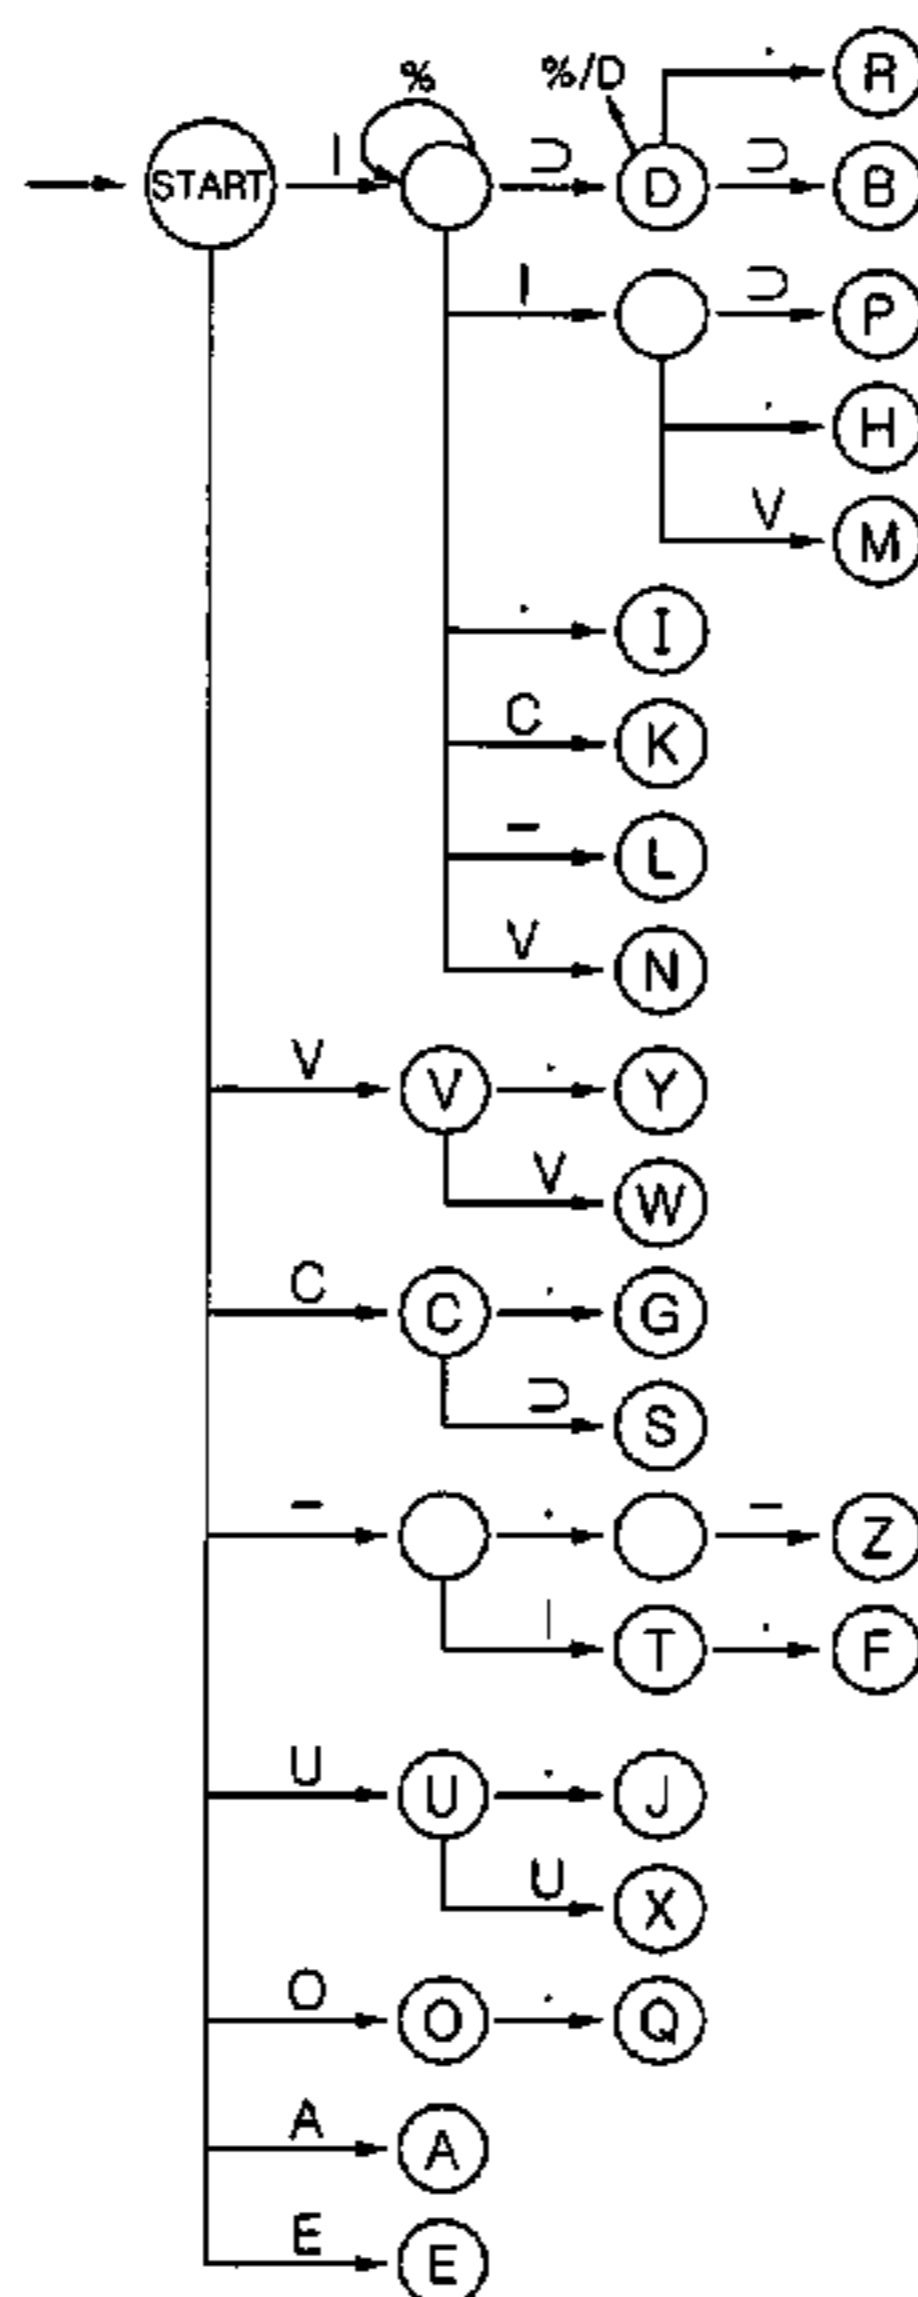 % %/D · R
START | ⊃ D ⊃ B
| ⊃ P
· H
V M
· I
C K
– L
V N
V V · Y
V W
C C · G
⊃ S
– · – Z
| T · F
U U · J
U X
O O · Q
A A
E E